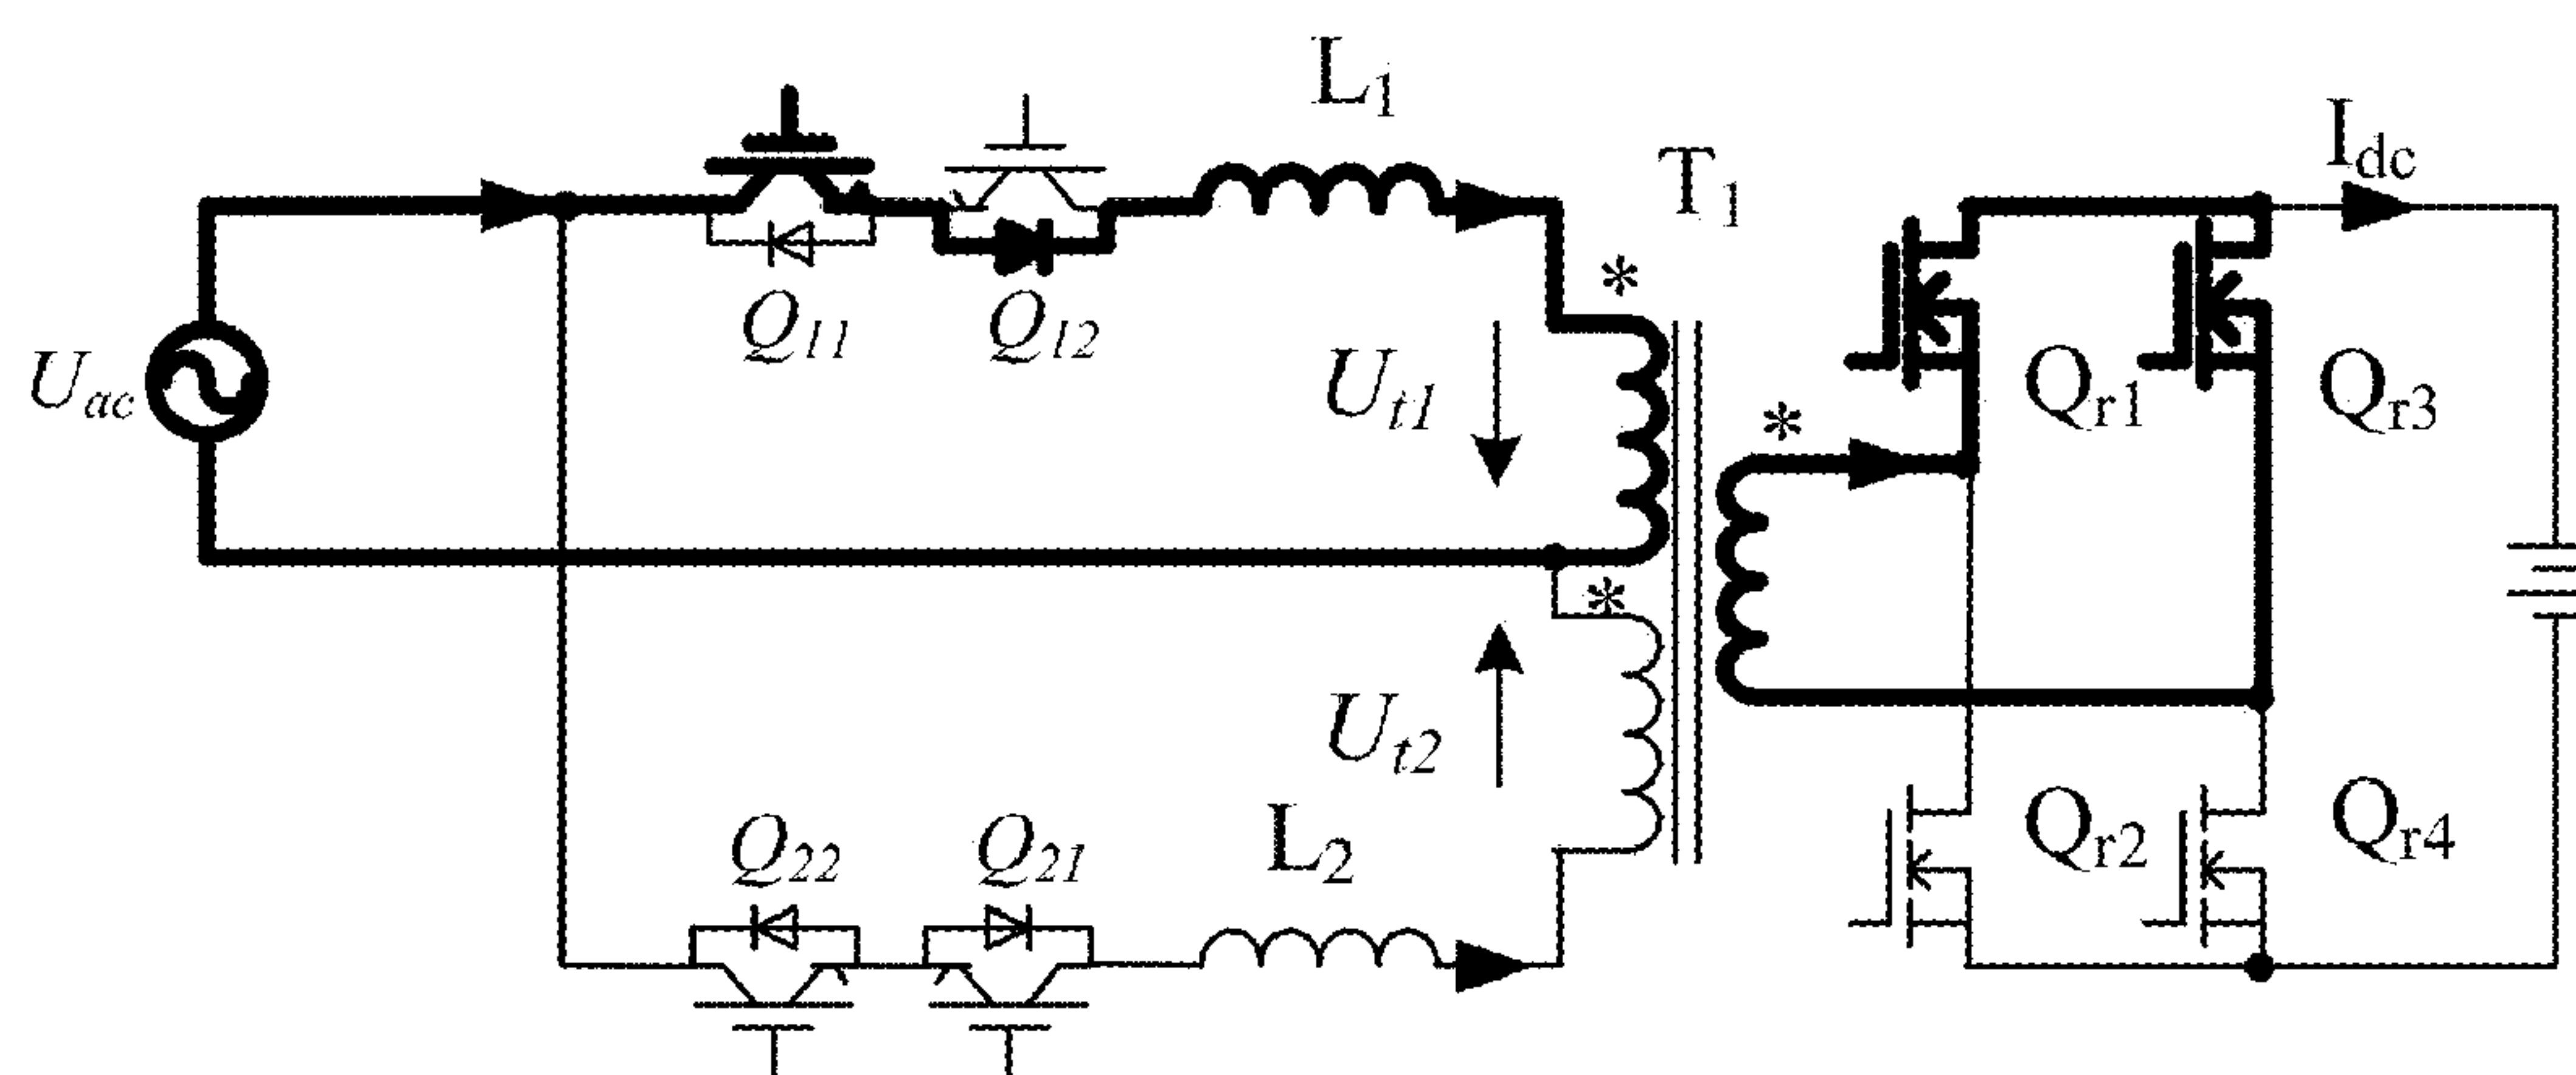 L1
Idc
T1
*
Q11
Q12
Uac
Ut1
Qr1
Qr3
*
*
Ut2
Q22
Q21
L2
Qr2
Qr4